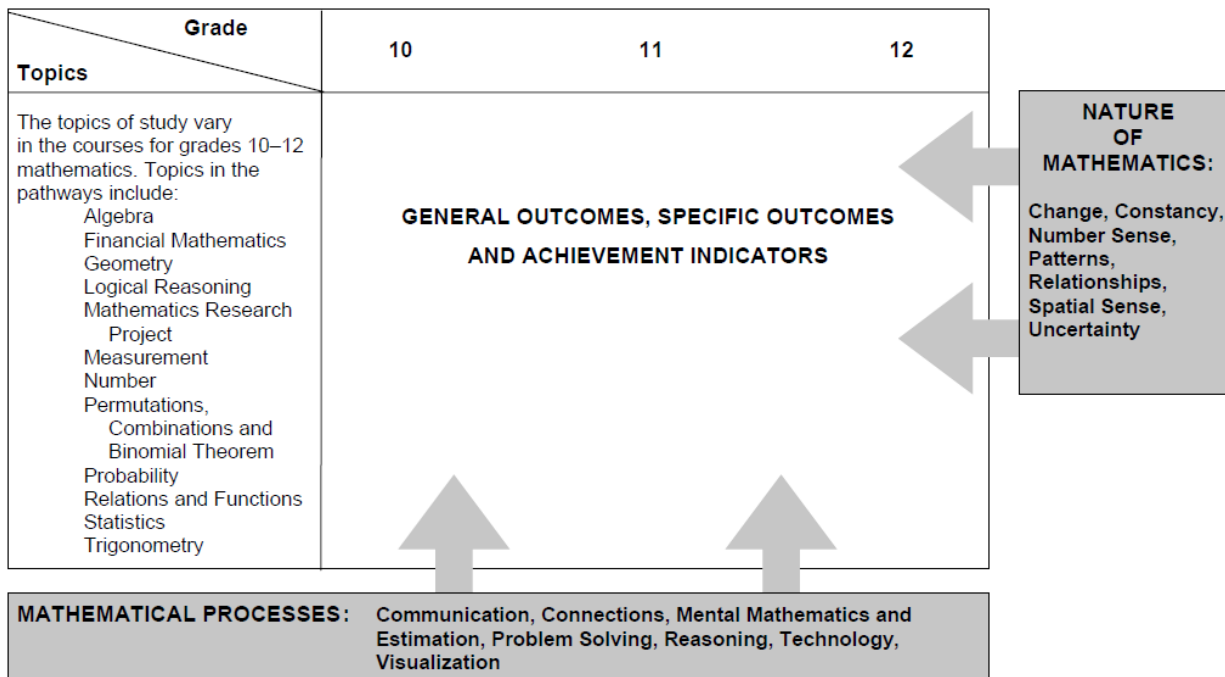 Grade
Topics
10
11
12
The topics of study vary
in the courses for grades 10–12
mathematics. Topics in the
pathways include:
Algebra
Financial Mathematics
Geometry
Logical Reasoning
Mathematics Research
Project
Measurement
Number
Permutations,
Combinations and
Binomial Theorem
Probability
Relations and Functions
Statistics
Trigonometry
GENERAL OUTCOMES, SPECIFIC OUTCOMES
AND ACHIEVEMENT INDICATORS
NATURE
OF
MATHEMATICS:
Change, Constancy,
Number Sense,
Patterns,
Relationships,
Spatial Sense,
Uncertainty
MATHEMATICAL PROCESSES:
Communication, Connections, Mental Mathematics and
Estimation, Problem Solving, Reasoning, Technology,
Visualization